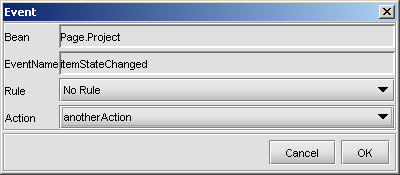 Event
Bean Page.Project
EventName itemStateChanged
Rule No Rule
Action anotherAction
Cancel OK